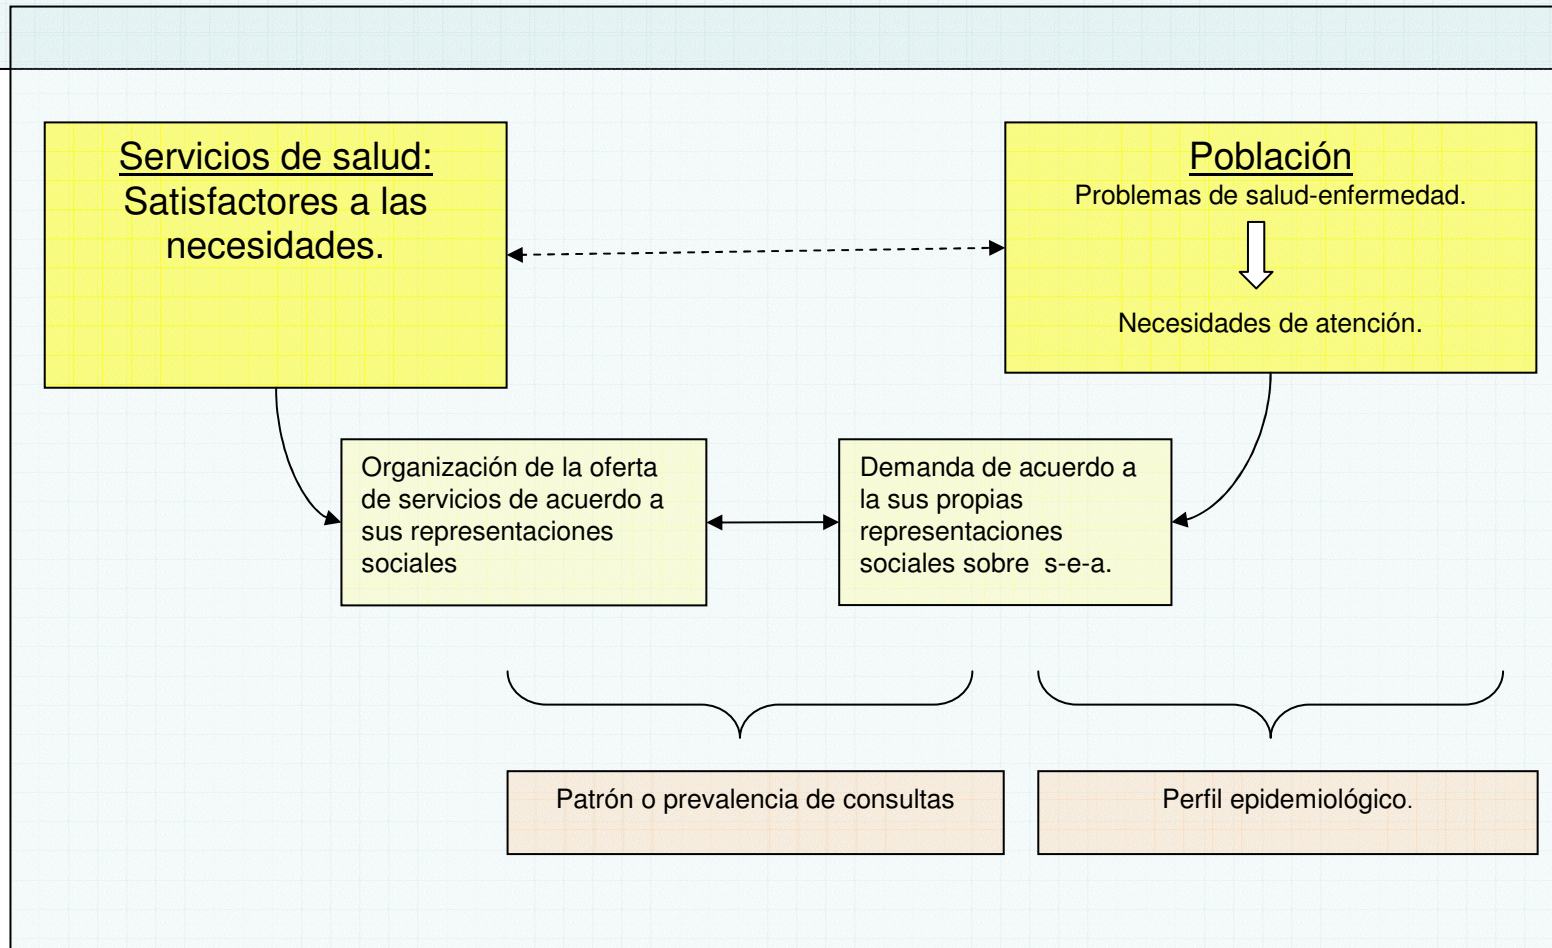 Servicios de salud:
Satisfactores a las
necesidades.
Población
Problemas de salud-enfermedad.
Necesidades de atención.
Organización de la oferta
de servicios de acuerdo a
sus representaciones
sociales
Demanda de acuerdo a
la sus propias
representaciones
sociales sobre s-e-a.
Patrón o prevalencia de consultas
Perfil epidemiológico.